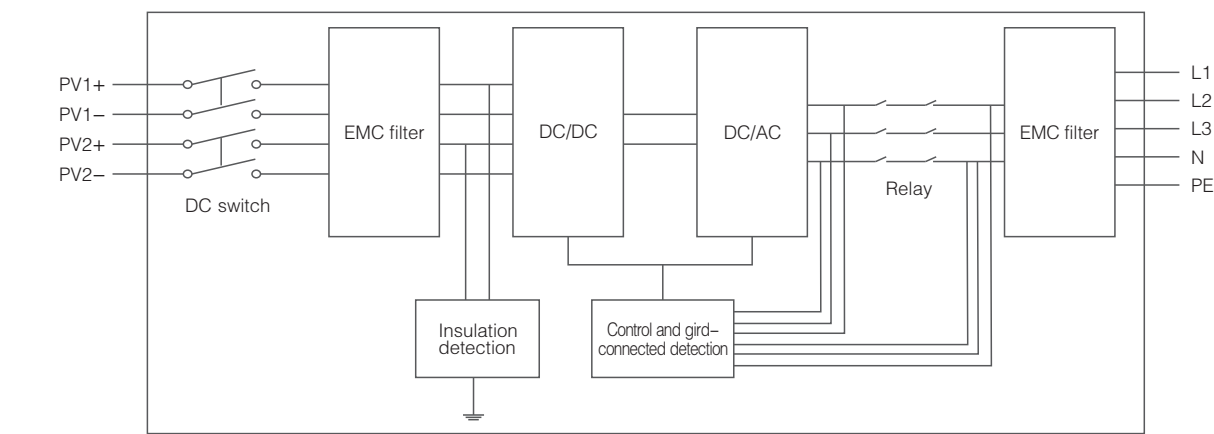 PV1+
PV1−
PV2+
PV2−
DC switch
EMC filter
DC/DC
DC/AC
Relay
EMC filter
L1
L2
L3
N
PE
Insulation
detection
Control and gird−
connected detection